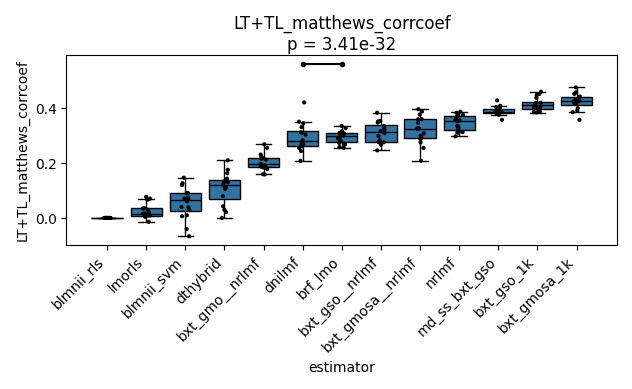 LT+TL_matthews_corrcoef
p = 3.41e-32
LT+TL_matthews_corrcoef
0.4
0.2
0.0
blmnii_rls
lmorls
blmnii_svm
dthybrid
bxt_gmo__nrlmf
dnilmf
brf_lmo
bxt_gso__nrlmf
bxt_gmosa__nrlmf
nrlmf
md_ss_bxt_gso
bxt_gso_1k
bxt_gmosa_1k
estimator